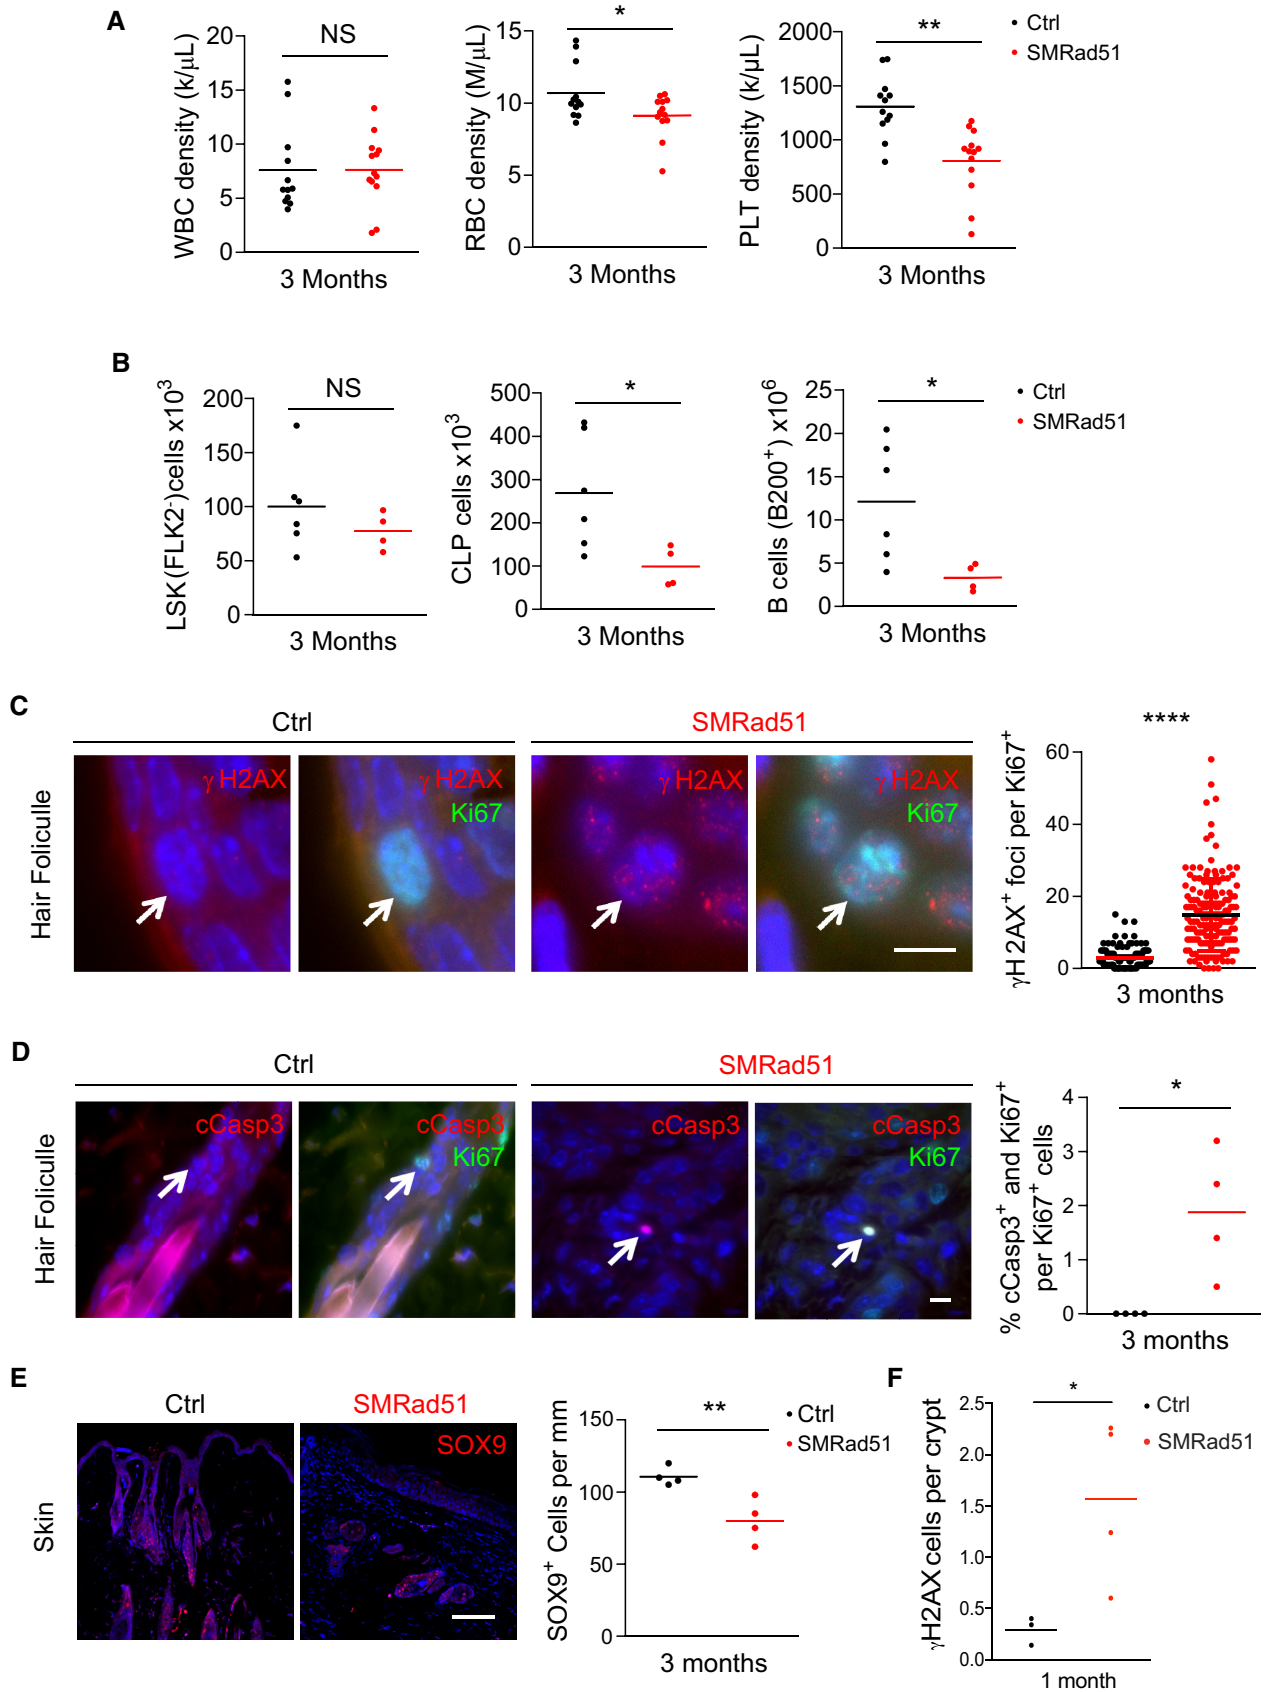 A
WBC density (k/µL)
20
15
10
5
0
NS
3 Months
RBC density (M/µL)
15
10
5
0
*
3 Months
PLT density (k/µL)
2000
1500
1000
500
0
**
3 Months
Ctrl
SMRad51
B
LSK(FLK2-)cells x10³
200
150
100
50
0
NS
3 Months
CLP cells x10³
500
400
300
200
100
0
*
3 Months
B cells (B200⁺) x10⁶
25
20
15
10
5
0
*
3 Months
Ctrl
SMRad51
C
Ctrl
SMRad51
Hair Foliculle
γH2AX
γH2AX
Ki67
γH2AX
γH2AX
Ki67
γH2AX⁺ foci per Ki67⁺
60
40
20
0
****
3 months
D
Ctrl
SMRad51
Hair Foliculle
cCasp3
cCasp3
Ki67
cCasp3
cCasp3
Ki67
% cCasp3⁺ and Ki67⁺
per Ki67⁺ cells
4
3
2
1
0
*
3 months
E
Ctrl
SMRad51
Skin
SOX9
SOX9⁺ Cells per mm
150
100
50
0
**
3 months
Ctrl
SMRad51
F
γH2AX cells per crypt
2.5
2.0
1.5
1.0
0.5
0.0
*
1 month
Ctrl
SMRad51